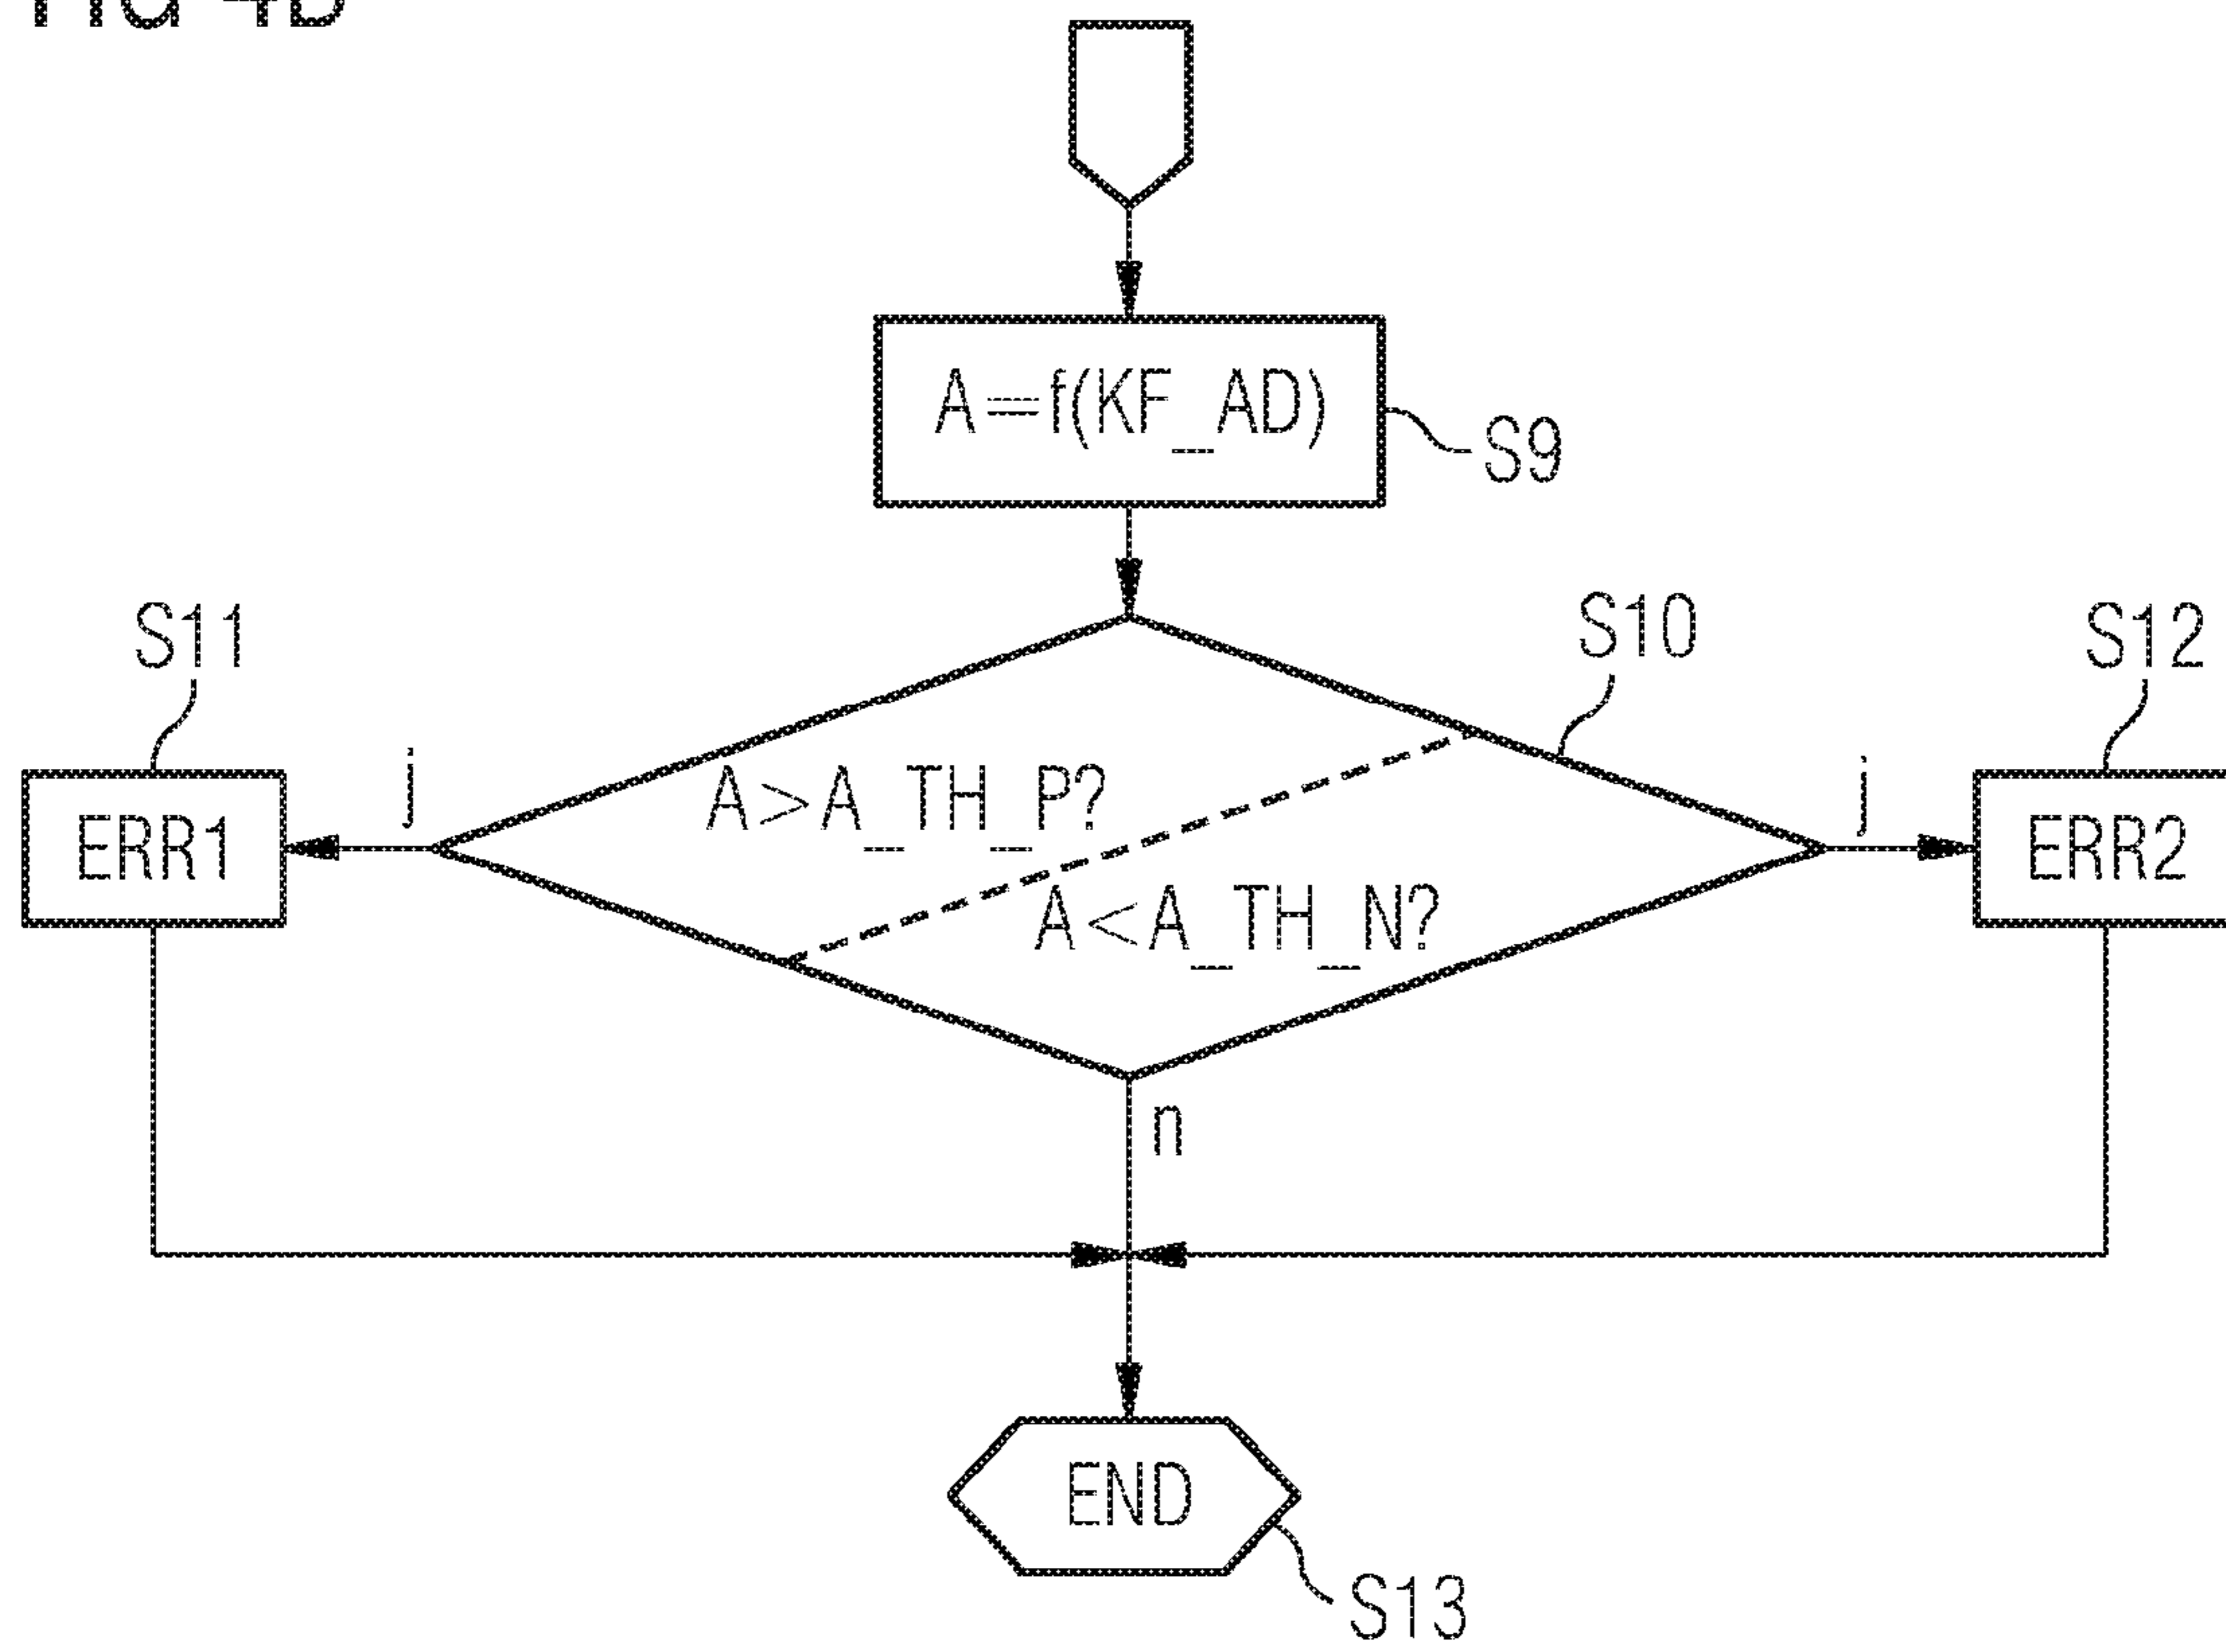 A=f(KF_AD)
S9
S11
S10
S12
j
A>A_TH_P?
j
ERR1
ERR2
A<A_TH_N?
n
END
S13